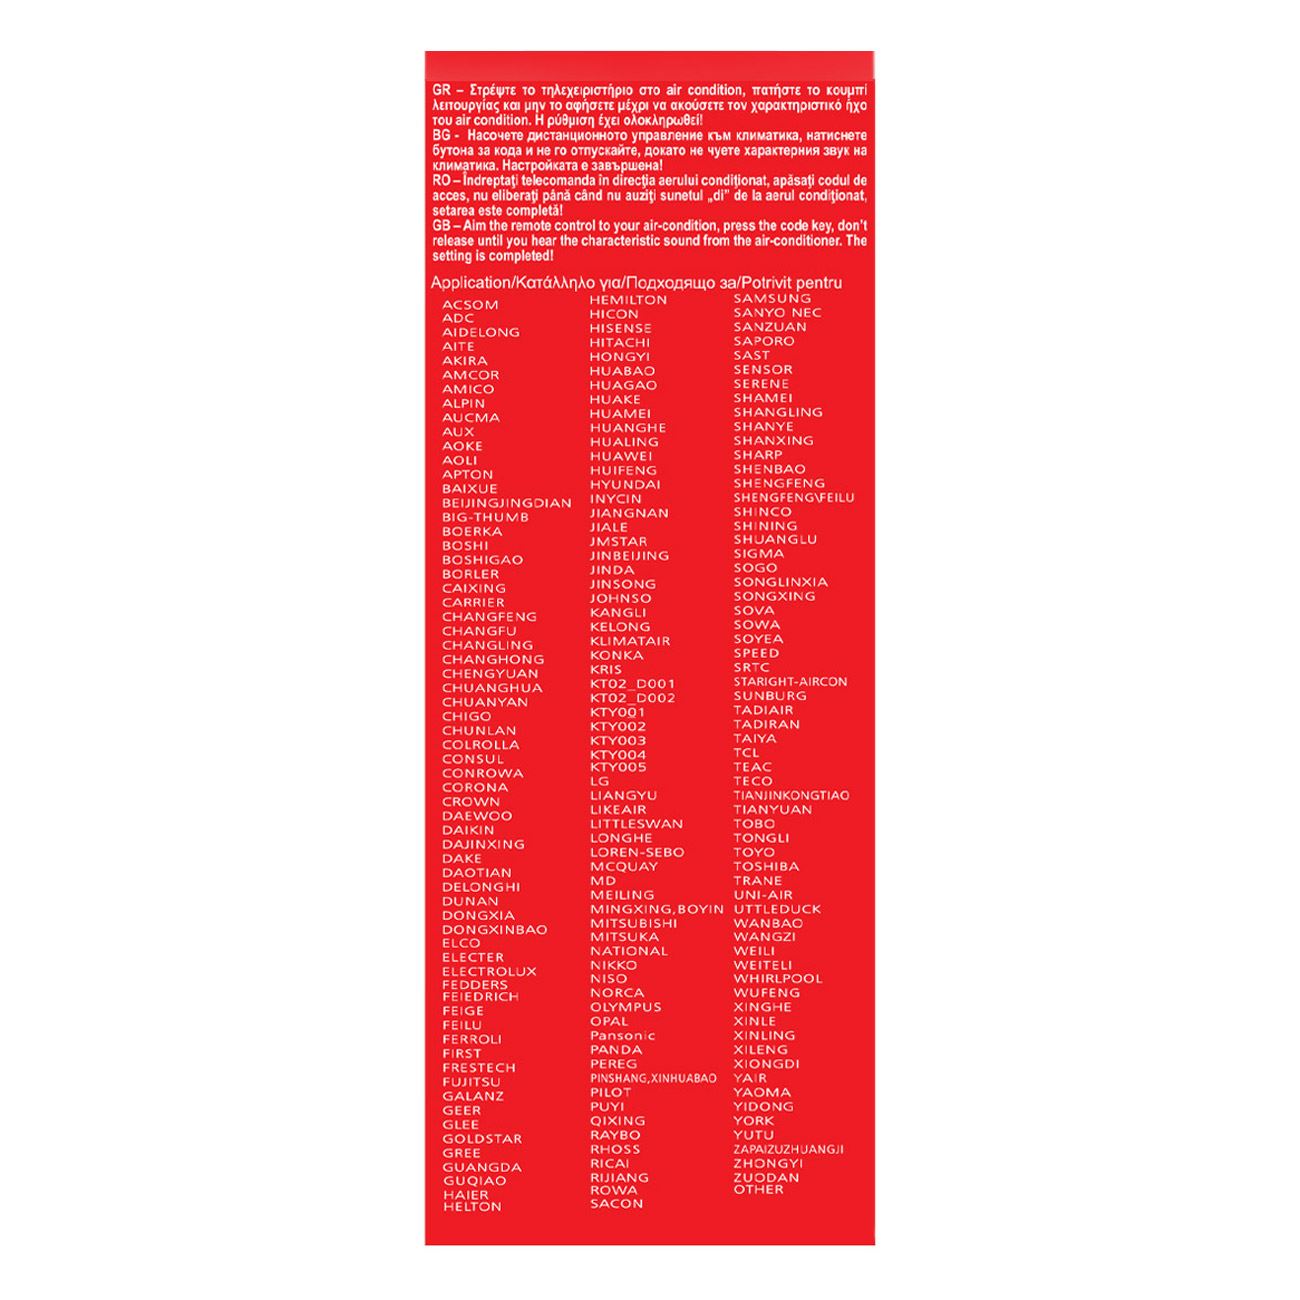 GR – Στρέψτε το τηλεχειριστήριο στο air condition, πατήστε το κουμπί
λειτουργίας και μην το αφήσετε μέχρι να ακούσετε τον χαρακτηριστικό ήχο
του air condition. Η ρύθμιση έχει ολοκληρωθεί!
BG - Насочете дистанционното управление към климатика, натиснете
бутона за кода и не го отпускайте, докато не чуете характерния звук на
климатика. Настройката е завършена!
RO – Îndreptaţi telecomanda în direcţia aerului condiţionat, apăsaţi codul de
acces, nu eliberaţi până când nu auziţi sunetul „di” de la aerul condiţionat,
setarea este completă!
GB – Aim the remote control to your air-condition, press the code key, don't
release until you hear the characteristic sound from the air-conditioner. The
setting is completed!
Application/Κατάλληλο για/Подходящо за/Potrivit pentru
ACSOM
ADC
AIDELONG
AITE
AKIRA
AMCOR
AMICO
ALPIN
AUCMA
AUX
AOKE
AOLI
APTON
BAIXUE
BEIJINGJINGDIAN
BIG-THUMB
BOERKA
BOSHI
BOSHIGAO
BORLER
CAIXING
CARRIER
CHANGFENG
CHANGFU
CHANGLING
CHANGHONG
CHENGYUAN
CHUANGHUA
CHUANYAN
CHIGO
CHUNLAN
COLROLLA
CONSUL
CONROWA
CORONA
CROWN
DAEWOO
DAIKIN
DAJINXING
DAKE
DAOTIAN
DELONGHI
DUNAN
DONGXIA
DONGXINBAO
ELCO
ELECTER
ELECTROLUX
FEDDERS
FEIEDRICH
FEIGE
FEILU
FERROLI
FIRST
FRESTECH
FUJITSU
GALANZ
GEER
GLEE
GOLDSTAR
GREE
GUANGDA
GUQIAO
HAIER
HELTON
HEMILTON
HICON
HISENSE
HITACHI
HONGYI
HUABAO
HUAGAO
HUAKE
HUAMEI
HUANGHE
HUALING
HUAWEI
HUIFENG
HYUNDAI
INYCIN
JIANGNAN
JIALE
JMSTAR
JINBEIJING
JINDA
JINSONG
JOHNSO
KANGLI
KELONG
KLIMATAIR
KONKA
KRIS
KT02_D001
KT02_D002
KTY001
KTY002
KTY003
KTY004
KTY005
LG
LIANGYU
LIKEAIR
LITTLESWAN
LONGHE
LOREN-SEBO
MCQUAY
MD
MEILING
MINGXING,BOYIN
MITSUBISHI
MITSUKA
NATIONAL
NIKKO
NISO
NORCA
OLYMPUS
OPAL
Pansonic
PANDA
PEREG
PINSHANG,XINHUABAO
PILOT
PUYI
QIXING
RAYBO
RHOSS
RICAI
RIJIANG
ROWA
SACON
SAMSUNG
SANYO NEC
SANZUAN
SAPORO
SAST
SENSOR
SERENE
SHAMEI
SHANGLING
SHANYE
SHANXING
SHARP
SHENBAO
SHENGFENG
SHENGFENG\FEILU
SHINCO
SHINING
SHUANGLU
SIGMA
SOGO
SONGLINXIA
SONGXING
SOVA
SOWA
SOYEA
SPEED
SRTC
STARIGHT-AIRCON
SUNBURG
TADIAIR
TADIRAN
TAIYA
TCL
TEAC
TECO
TIANJINKONGTIAO
TIANYUAN
TOBO
TONGLI
TOYO
TOSHIBA
TRANE
UNI-AIR
UTTLEDUCK
WANBAO
WANGZI
WEILI
WEITELI
WHIRLPOOL
WUFENG
XINGHE
XINLE
XINLING
XILENG
XIONGDI
YAIR
YAOMA
YIDONG
YORK
YUTU
ZAPAIZUZHUANGJI
ZHONGYI
ZUODAN
OTHER